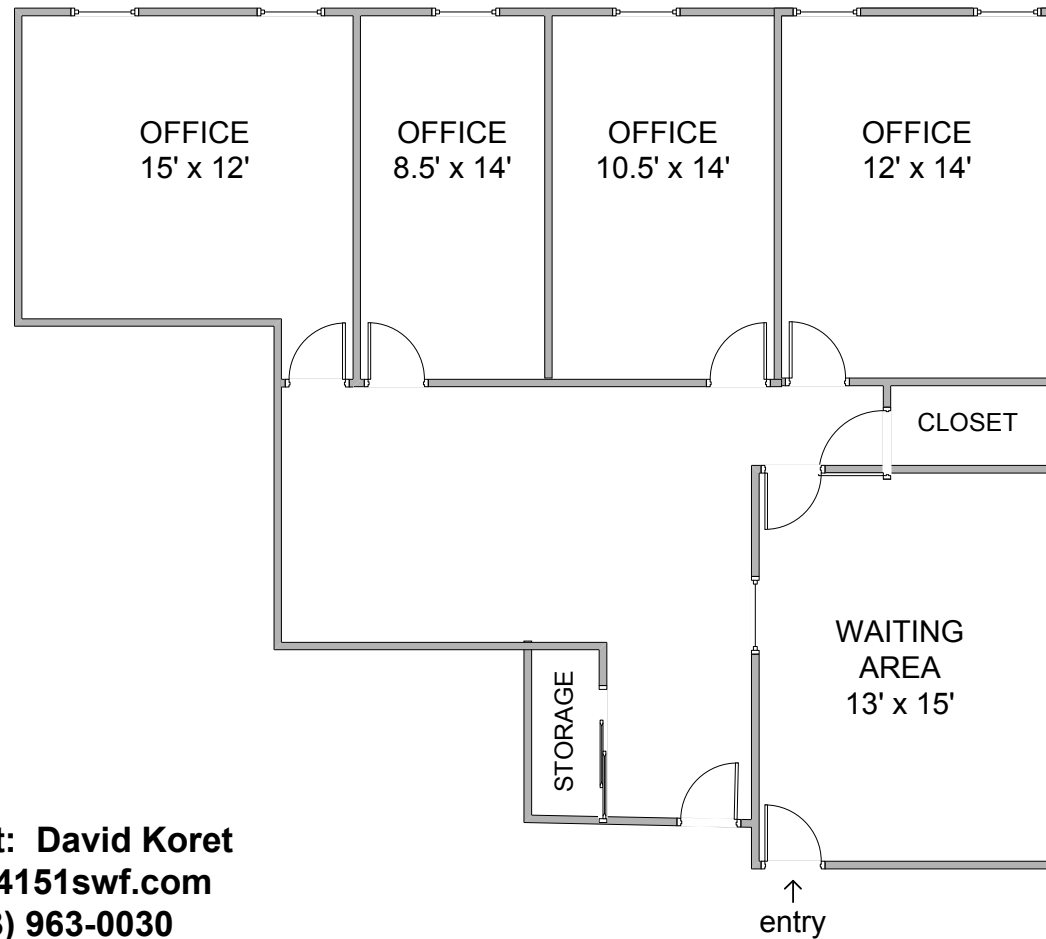 OFFICE
15' x 12'
OFFICE
8.5' x 14'
OFFICE
10.5' x 14'
OFFICE
12' x 14'
CLOSET
WAITING
AREA
13' x 15'
STORAGE
t: David Koret
4151swf.com
) 963-0030
entry